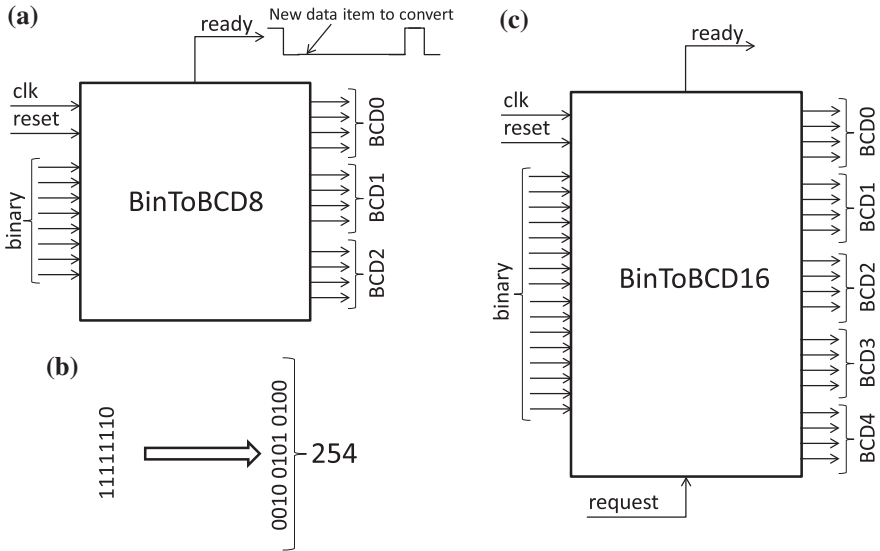 (a)
ready
New data item to convert
clk
reset
binary
BinToBCD8
BCD0
BCD1
BCD2
(b)
11111110
0010 0101 0100
254
(c)
ready
clk
reset
binary
BinToBCD16
BCD0
BCD1
BCD2
BCD3
BCD4
request